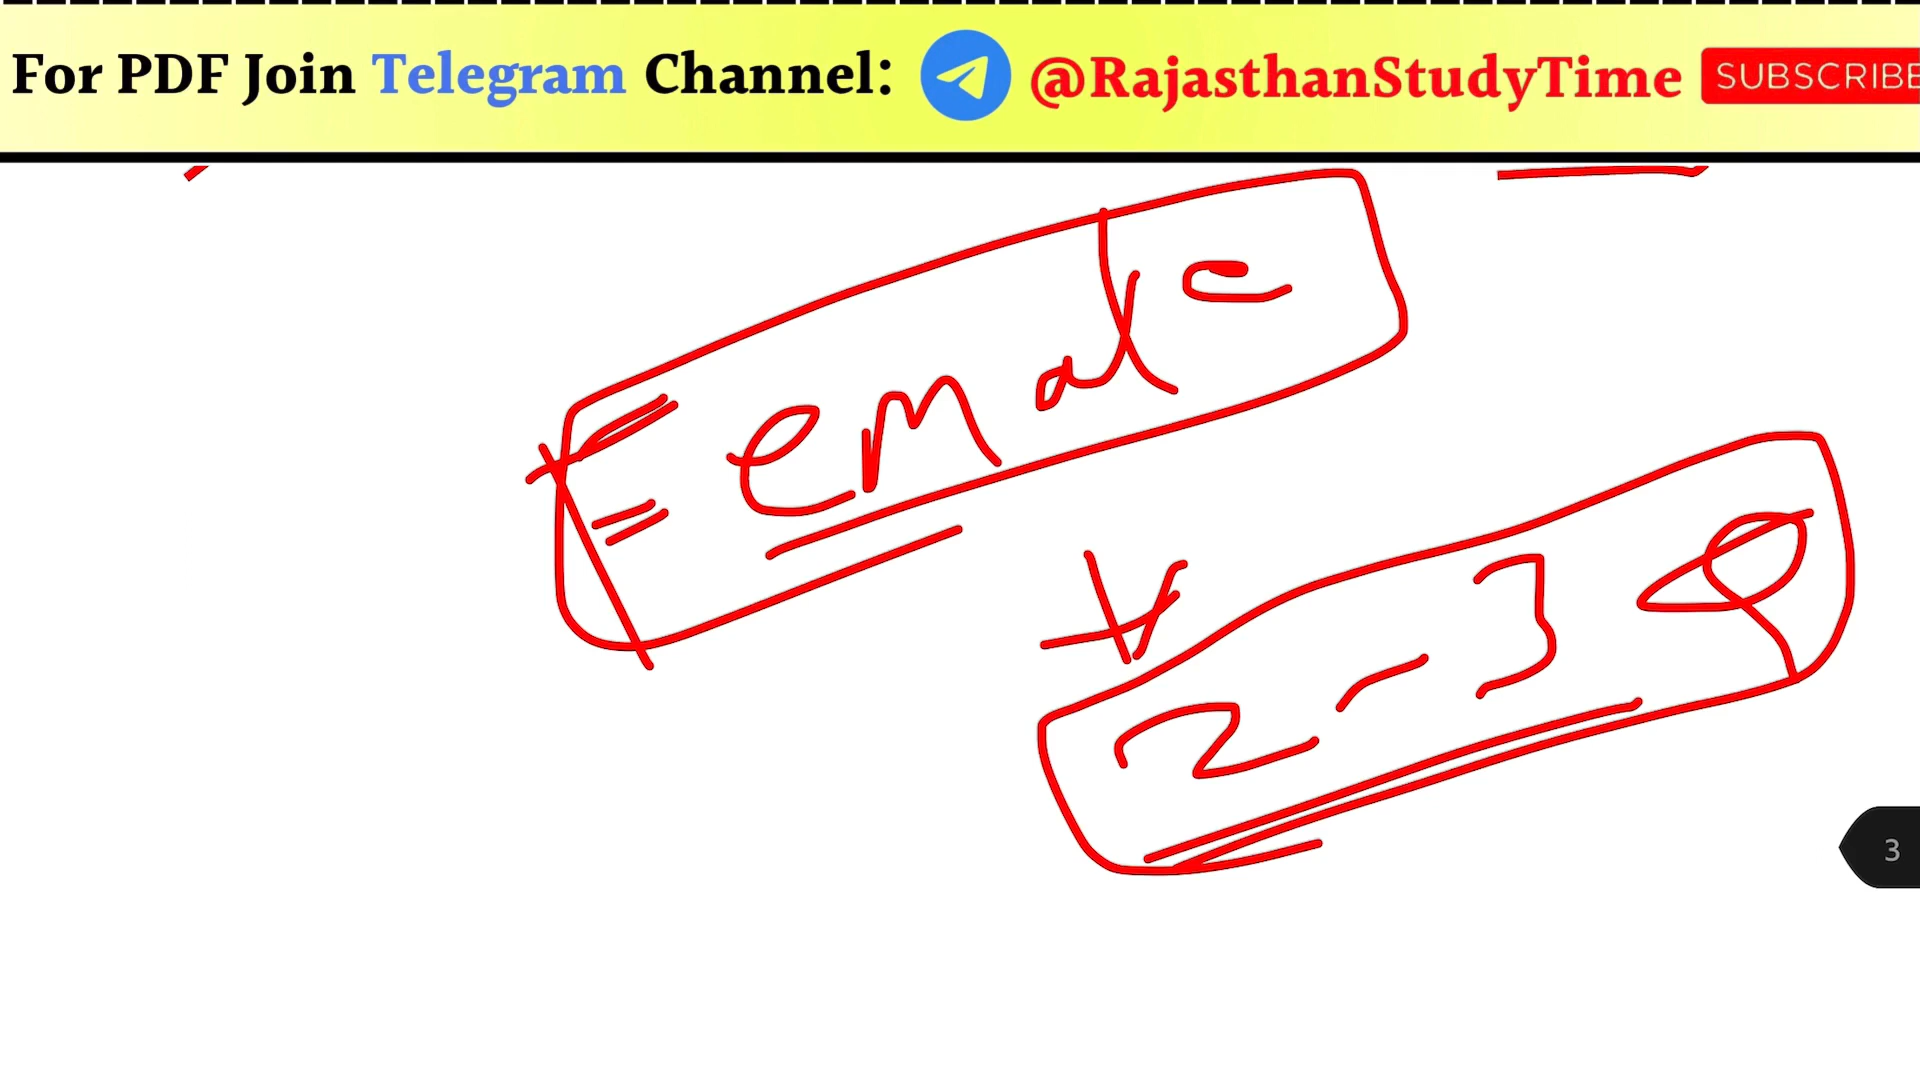 For PDF Join Telegram Channel: @RajasthanStudyTime SUBSCRIBE
Female
2-3 Q
3